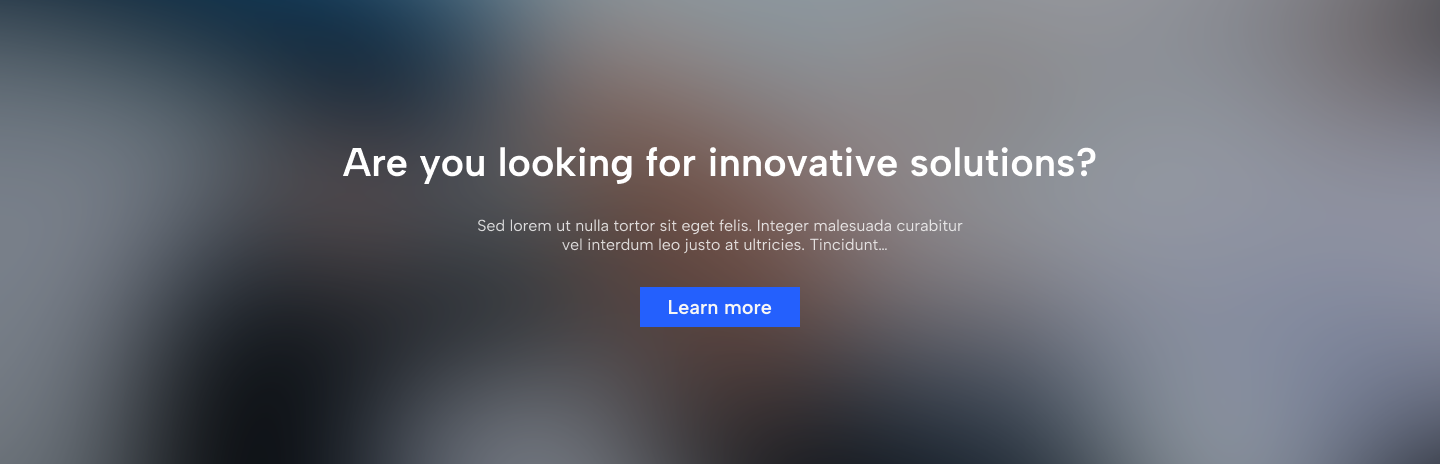 Are you looking for innovative solutions?
Sed lorem ut nulla tortor sit eget felis. Integer malesuada curabitur
vel interdum leo justo at ultricies. Tincidunt...
Learn more